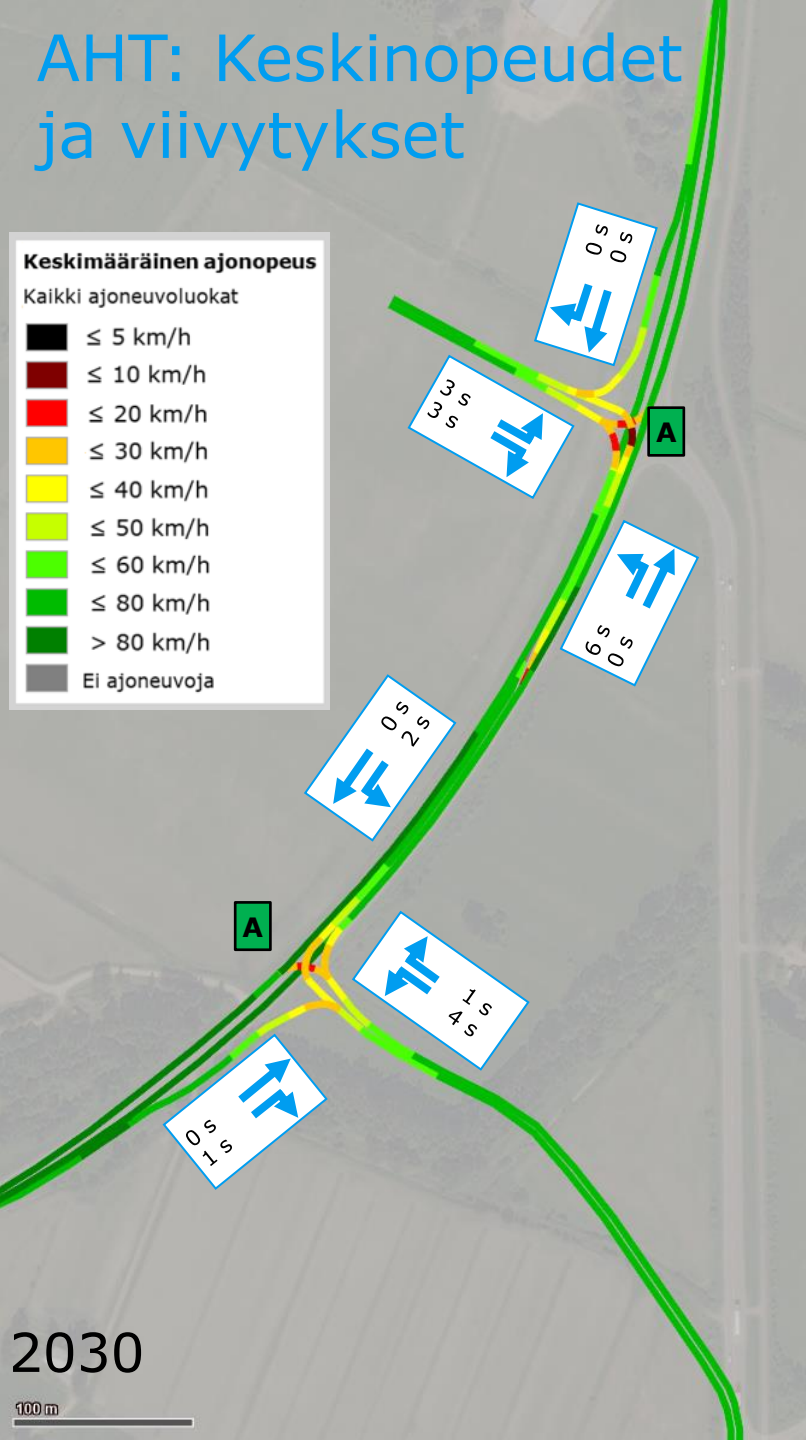 AHT: Keskinopeudet
ja viivytykset
Keskimääräinen ajonopeus
Kaikki ajoneuvoluokat
≤ 5 km/h
≤ 10 km/h
≤ 20 km/h
≤ 30 km/h
≤ 40 km/h
≤ 50 km/h
≤ 60 km/h
≤ 80 km/h
> 80 km/h
Ei ajoneuvoja
0 s
0 s
3 s
3 s
A
6 s
0 s
0 s
2 s
A
1 s
4 s
0 s
1 s
2030
100 m